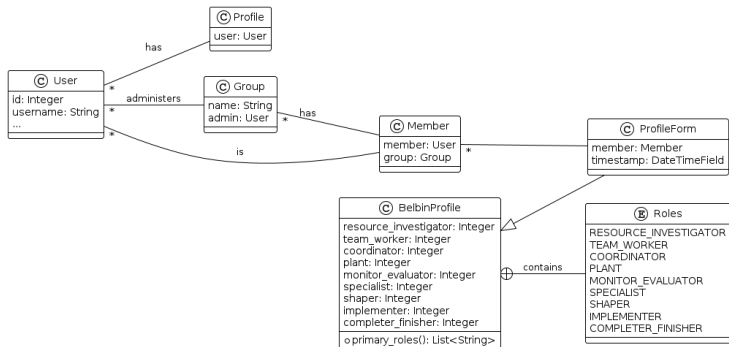 C Profile
user: User
has
C User
id: Integer
username: String
...
*
administers
*
*
C Group
name: String
admin: User
*
has
is
C Member
member: User
group: Group
*
C ProfileForm
member: Member
timestamp: DateTimeField
C BelbinProfile
resource_investigator: Integer
team_worker: Integer
coordinator: Integer
plant: Integer
monitor_evaluator: Integer
specialist: Integer
shaper: Integer
implementer: Integer
completer_finisher: Integer
primary_roles(): List<String>
contains
E Roles
RESOURCE_INVESTIGATOR
TEAM_WORKER
COORDINATOR
PLANT
MONITOR_EVALUATOR
SPECIALIST
SHAPER
IMPLEMENTER
COMPLETER_FINISHER